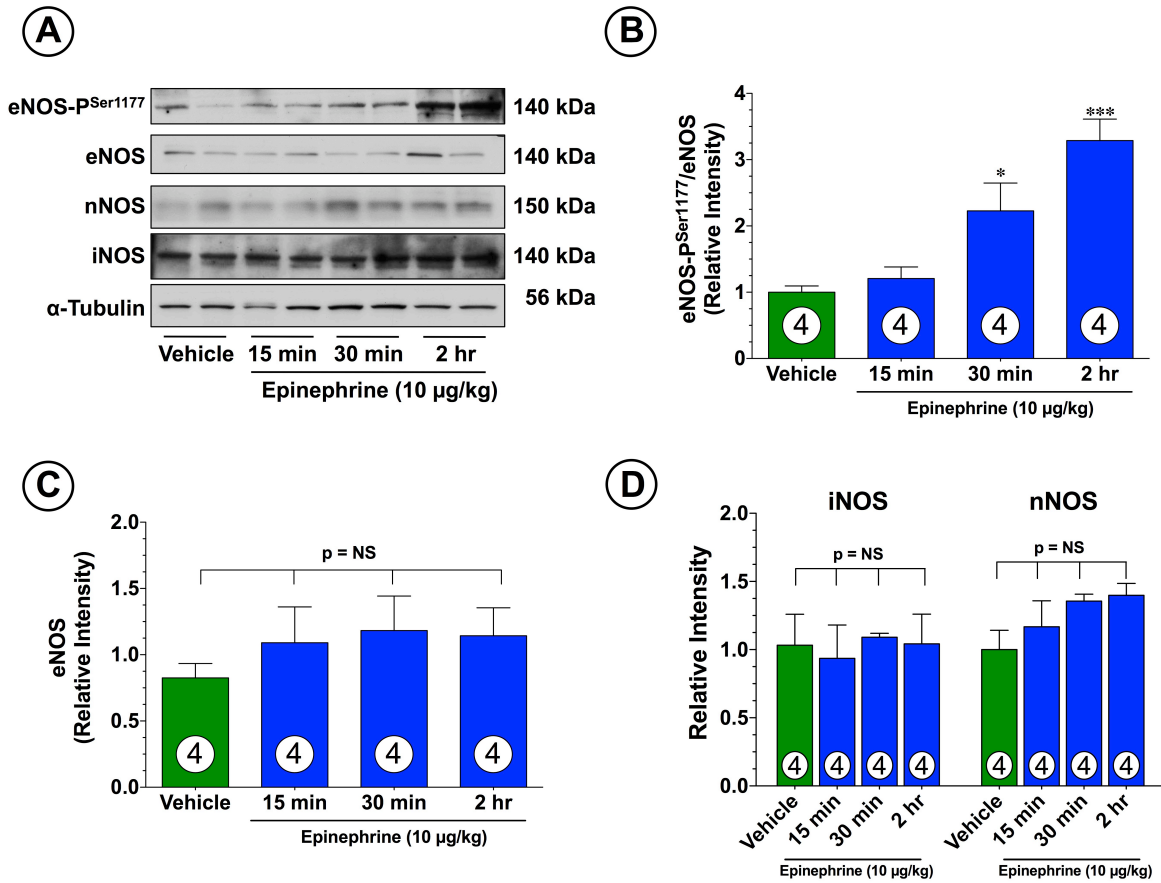 A
eNOS-PSer1177
140 kDa
eNOS
140 kDa
nNOS
150 kDa
iNOS
140 kDa
α-Tubulin
56 kDa
Vehicle 15 min 30 min 2 hr
Epinephrine (10 µg/kg)
B
eNOS-PSer1177/eNOS
(Relative Intensity)
4
3
2
1
0
*
***
4 4 4 4
Vehicle 15 min 30 min 2 hr
Epinephrine (10 µg/kg)
C
eNOS
(Relative Intensity)
2.0
1.5
1.0
0.5
0.0
p = NS
4 4 4 4
Vehicle 15 min 30 min 2 hr
Epinephrine (10 µg/kg)
D
iNOS nNOS
Relative Intensity
2.0
1.5
1.0
0.5
0.0
p = NS p = NS
4 4 4 4 4 4 4 4
Vehicle 15 min 30 min 2 hr Vehicle 15 min 30 min 2 hr
Epinephrine (10 µg/kg) Epinephrine (10 µg/kg)